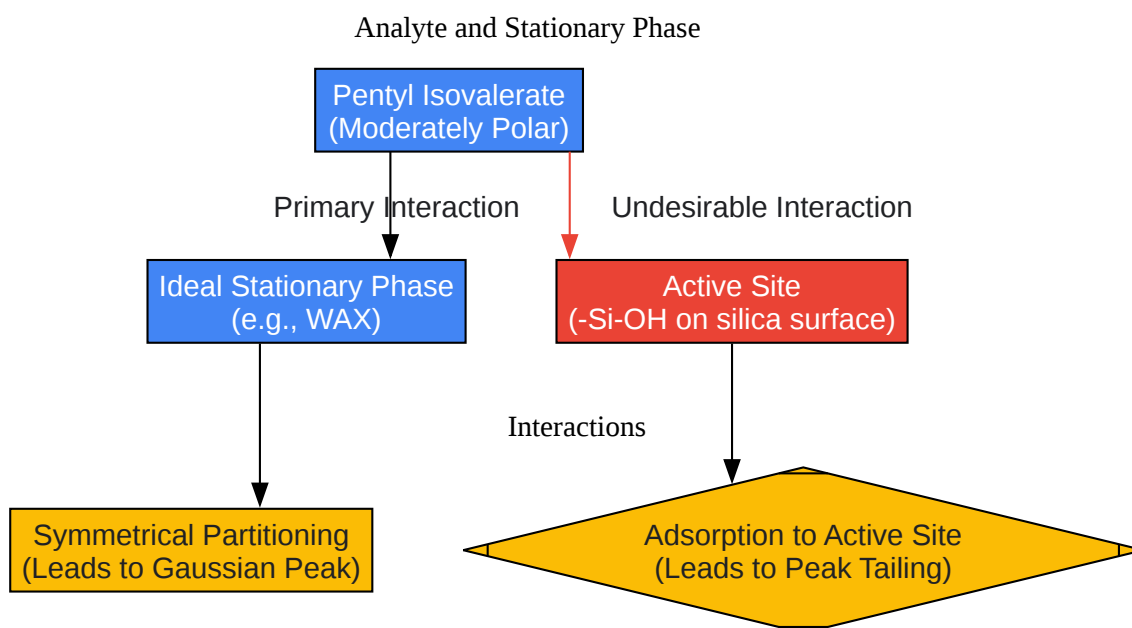 Analyte and Stationary Phase
Pentyl Isovalerate
(Moderately Polar)
Primary Interaction
Undesirable Interaction
Ideal Stationary Phase
(e.g., WAX)
Active Site
(-Si-OH on silica surface)
Interactions
Symmetrical Partitioning
(Leads to Gaussian Peak)
Adsorption to Active Site
(Leads to Peak Tailing)